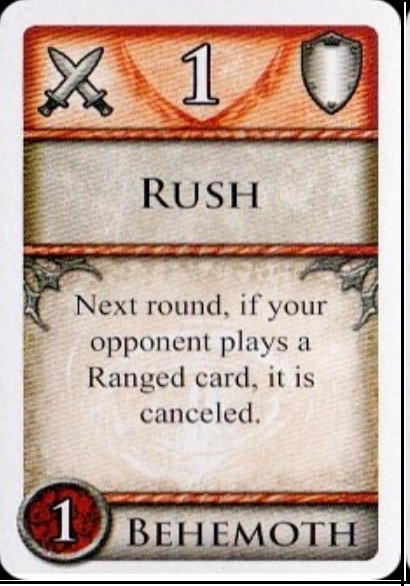 1
RUSH
Next round, if your
opponent plays a
Ranged card, it is
canceled.
1 BEHEMOTH